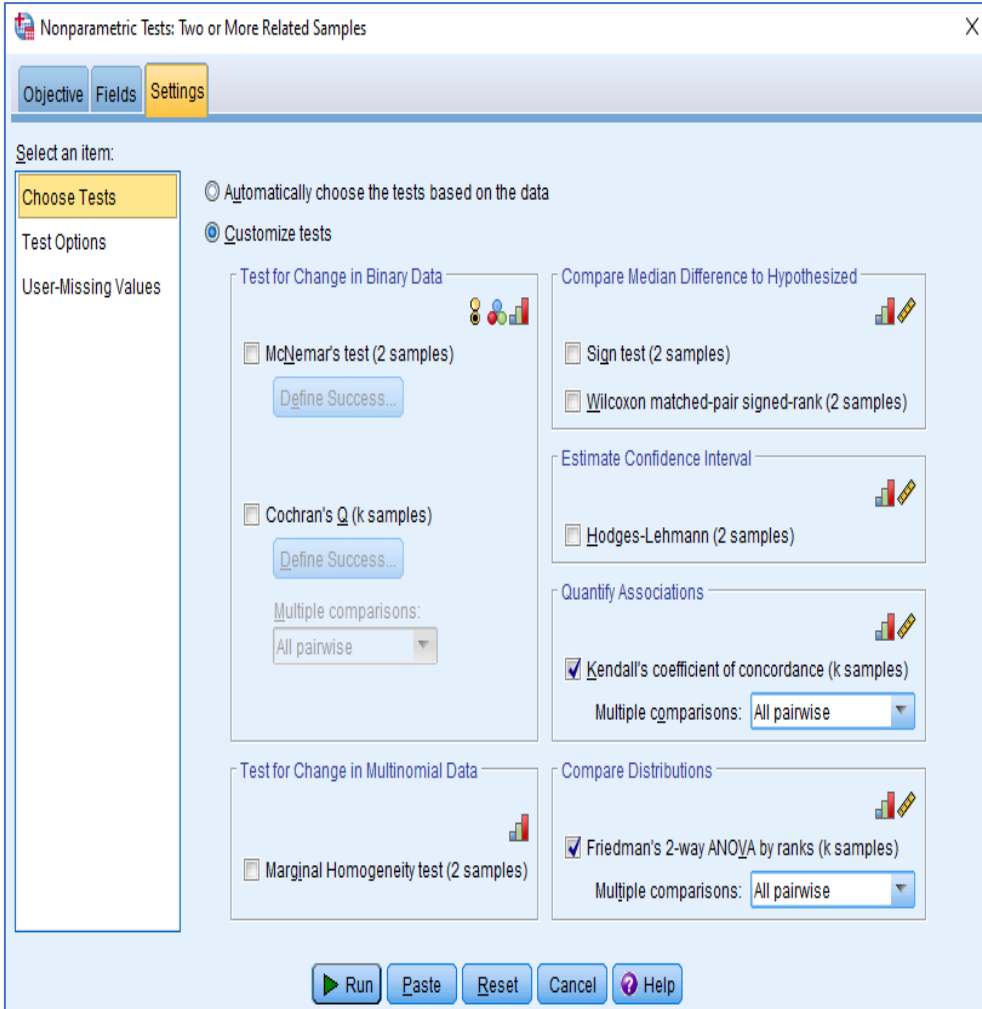 Nonparametric Tests: Two or More Related Samples
X
Objective Fields Settings
Select an item:
Choose Tests
Test Options
User-Missing Values
Automatically choose the tests based on the data
Customize tests
Test for Change in Binary Data
McNemar's test (2 samples)
Define Success...
Cochran's Q (k samples)
Define Success...
Multiple comparisons:
All pairwise
Test for Change in Multinomial Data
Marginal Homogeneity test (2 samples)
Compare Median Difference to Hypothesized
Sign test (2 samples)
Wilcoxon matched-pair signed-rank (2 samples)
Estimate Confidence Interval
Hodges-Lehmann (2 samples)
Quantify Associations
Kendall's coefficient of concordance (k samples)
Multiple comparisons: All pairwise
Compare Distributions
Friedman's 2-way ANOVA by ranks (k samples)
Multiple comparisons: All pairwise
Run Paste Reset Cancel Help